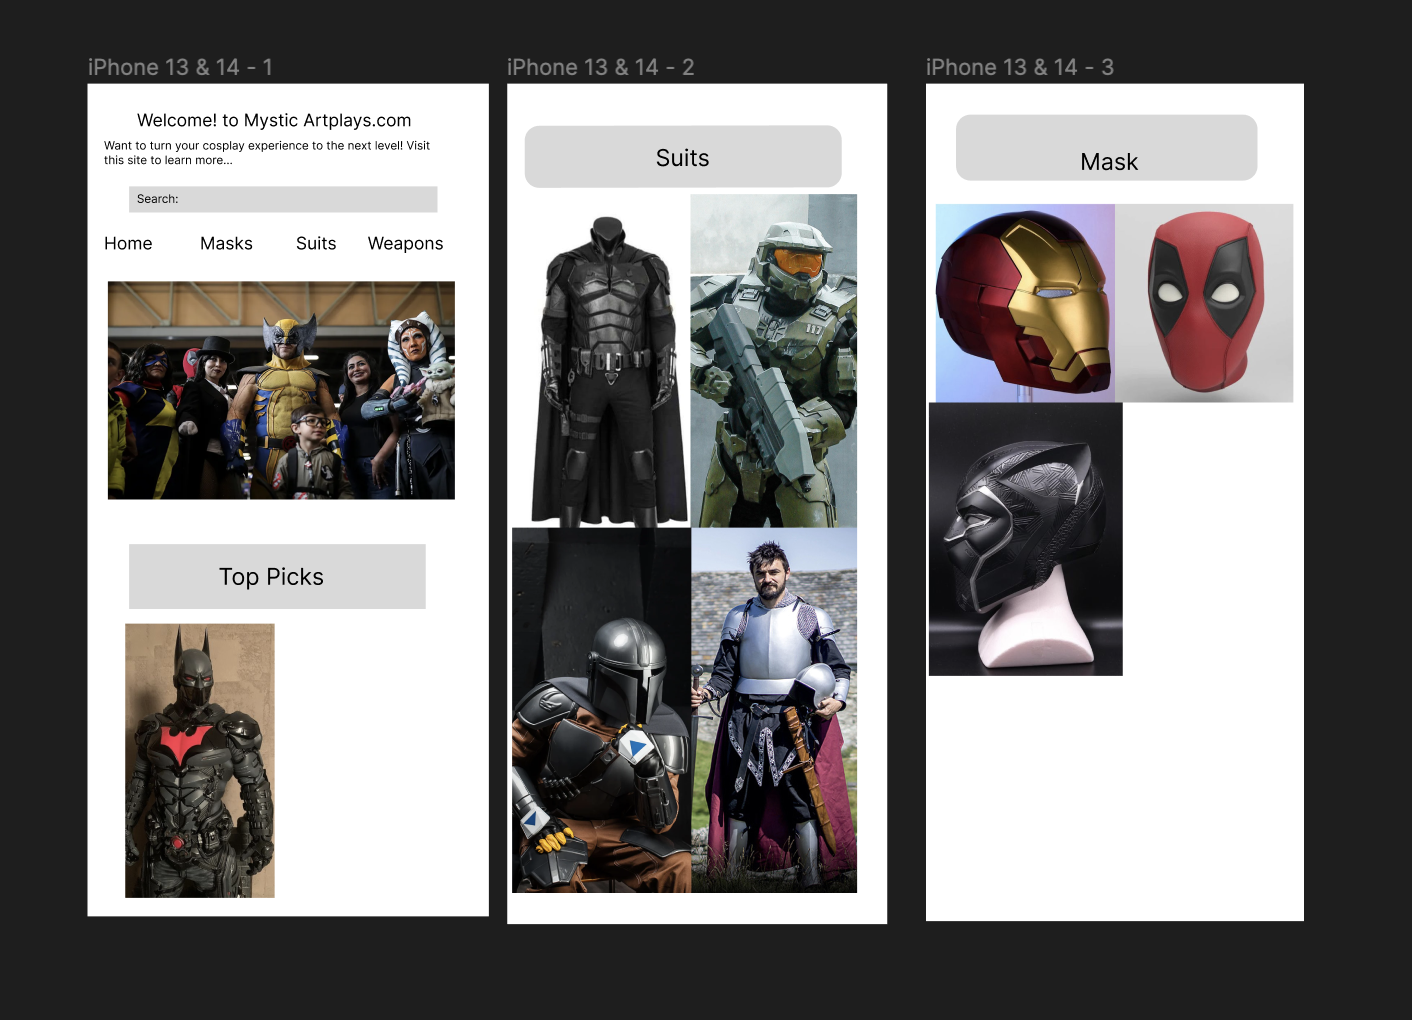 iPhone 13 & 14 - 1
Welcome! to Mystic Artplays.com
Want to turn your cosplay experience to the next level! Visit
this site to learn more...
Search:
Home Masks Suits Weapons
Top Picks
iPhone 13 & 14 - 2
Suits
117
iPhone 13 & 14 - 3
Mask